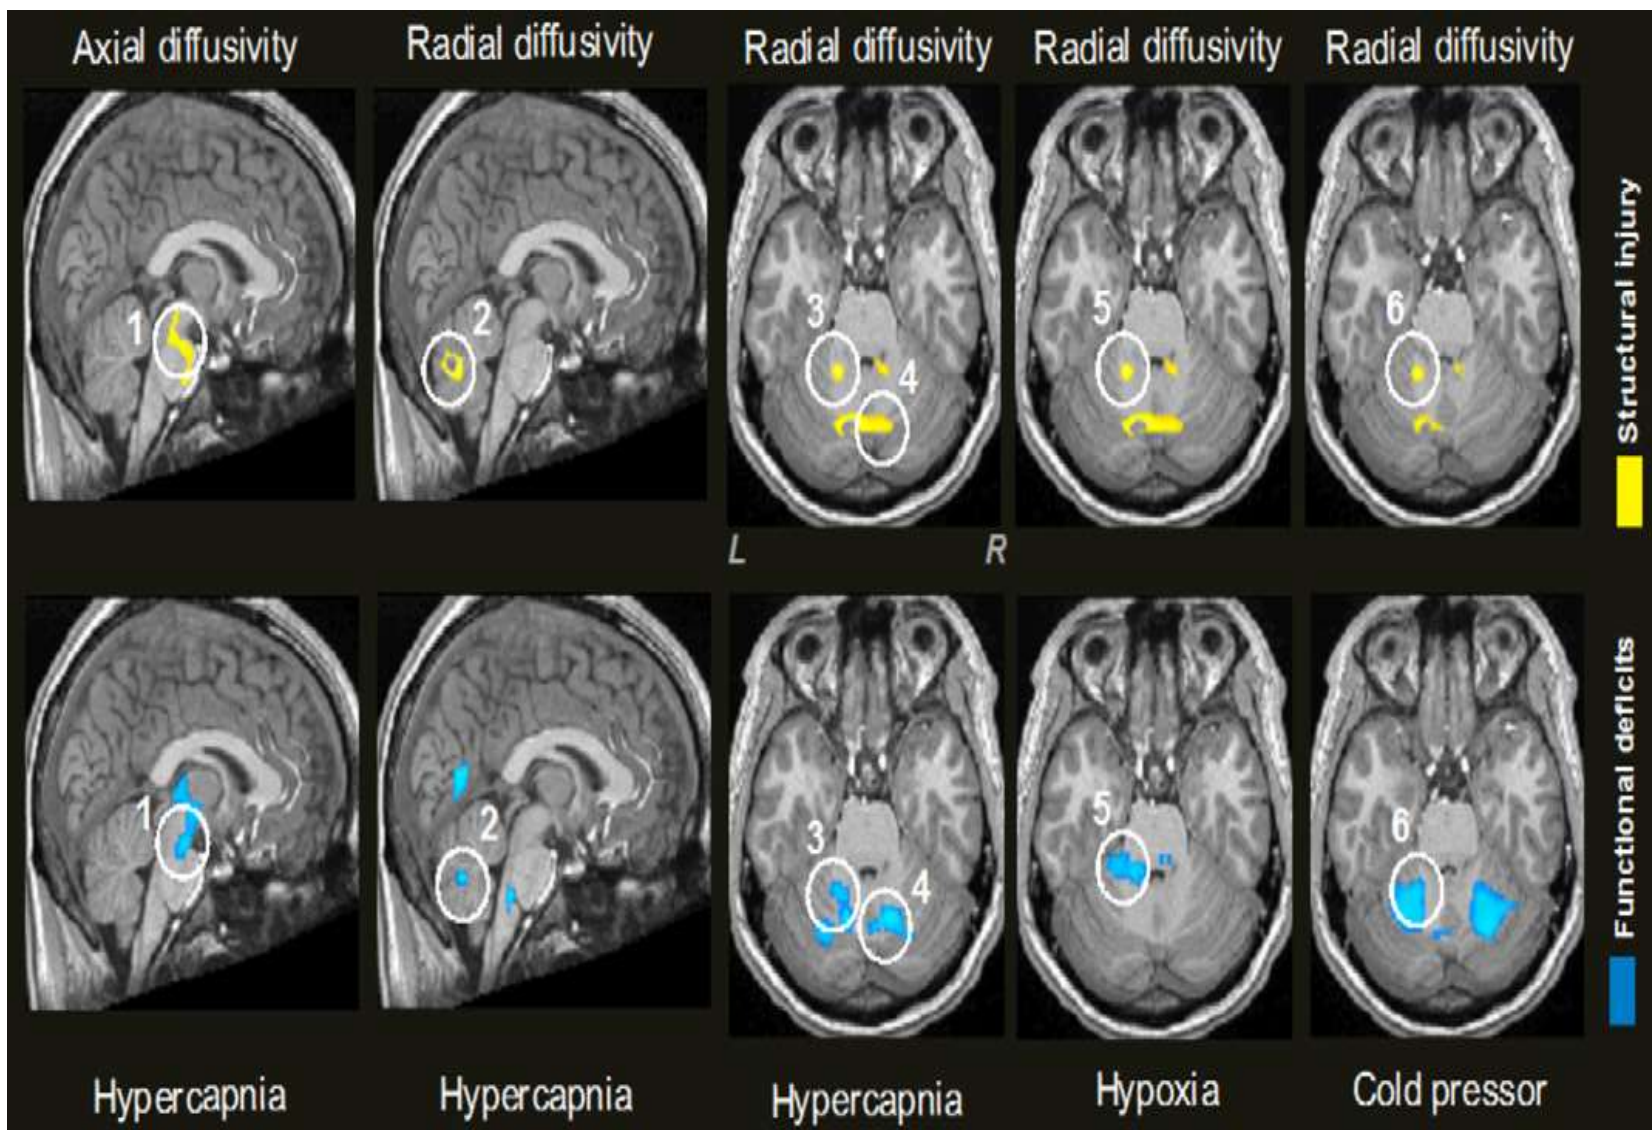 Axial diffusivity
Radial diffusivity
Radial diffusivity
Radial diffusivity
Radial diffusivity
1
2
3
4
5
6
Structural injury
L
R
1
2
3
4
5
6
Functional deficits
Hypercapnia
Hypercapnia
Hypercapnia
Hypoxia
Cold pressor